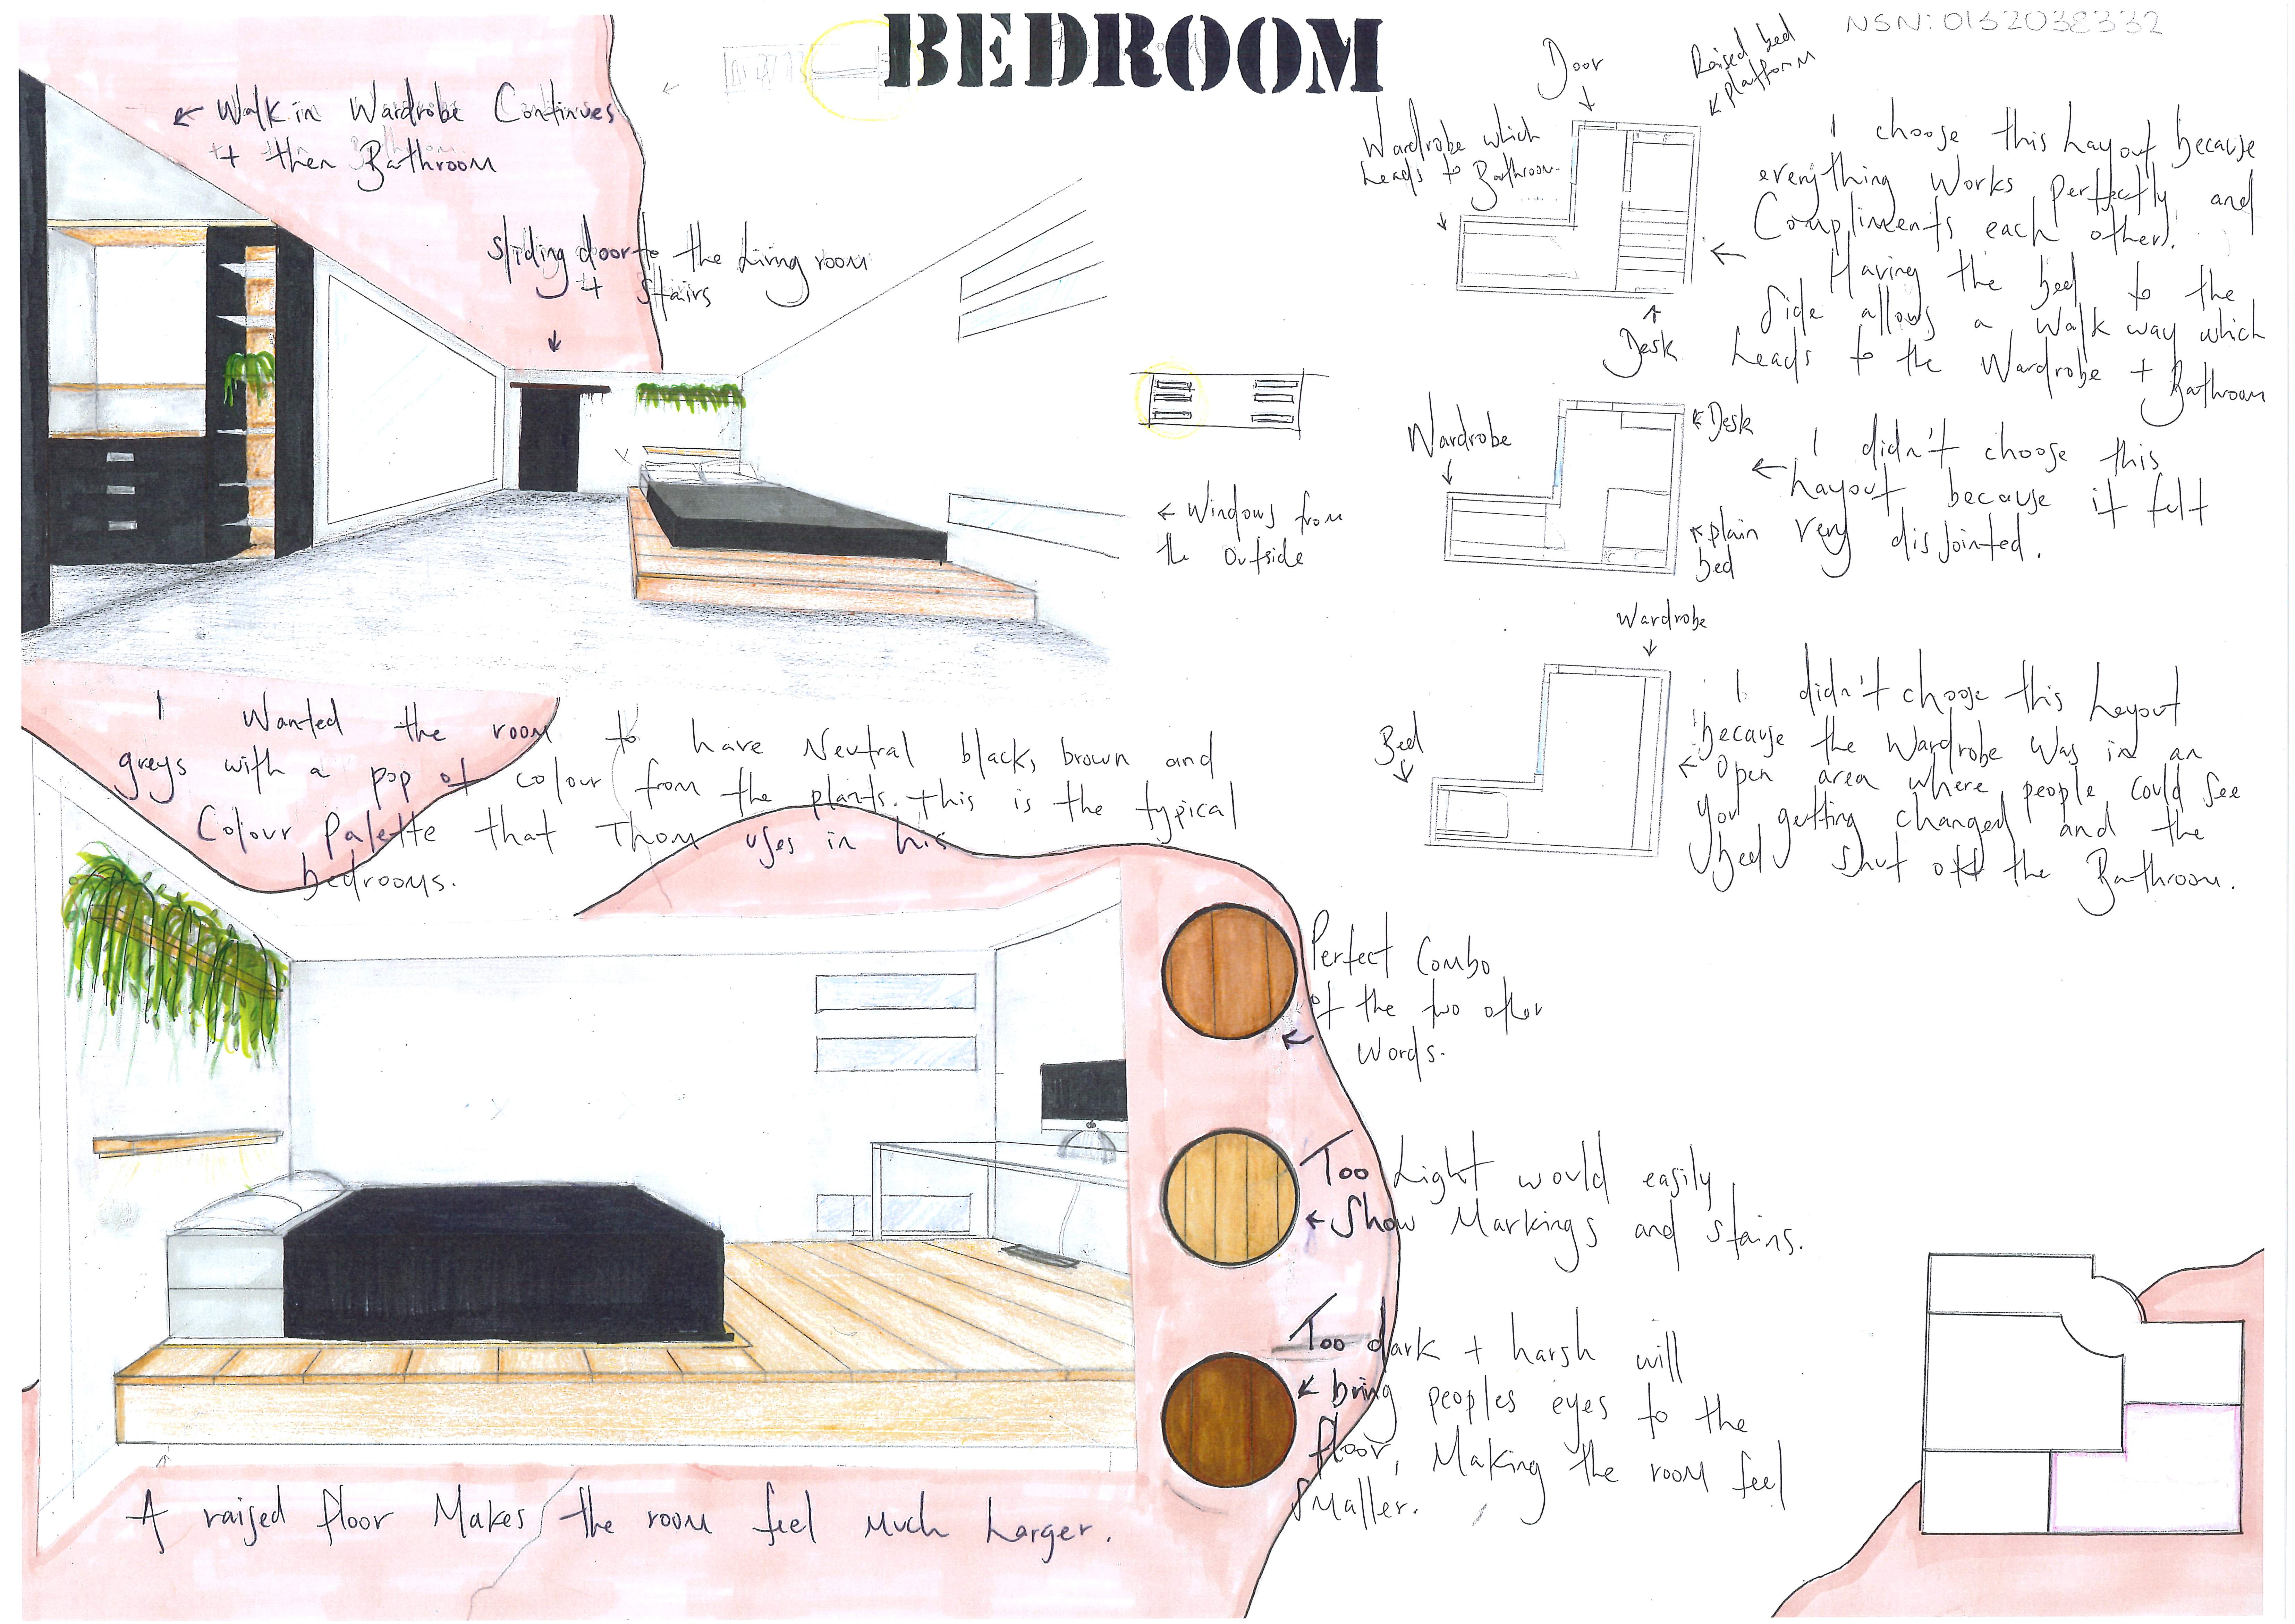 BEDROOM
NSN: 0132038332
← Walk in Wardrobe Continues
+ then Bathroom
Sliding door to the Living room
+ Stairs
← Windows from
the outside
Door
Raised bed
platform
Wardrobe which
Leads to Bathroom.
Desk
I choose this Layout because
everything works perfectly and
Compliments each other.
Having the bed to the
Side allows a walk way which
Leads to the Wardrobe + Bathroom
Wardrobe
Desk
plain
bed
I didn't choose this
Layout because it felt
very disjointed.
Wardrobe
Bed
I didn't choose this Layout
because the Wardrobe was in an
Open area where people could see
you getting changed and the
bed shut off the Bathroom.
I Wanted the room to have Neutral black, brown and
greys with a pop of colour from the plants. this is the typical
Colour Palette that Thom uses in his
bedrooms.
Perfect Combo
of the two other
Words.
Too Light would easily
Show Markings and stains.
Too dark + harsh will
bring peoples eyes to the
floor, Making the room feel
Smaller.
A raised floor Makes the room feel much Larger.